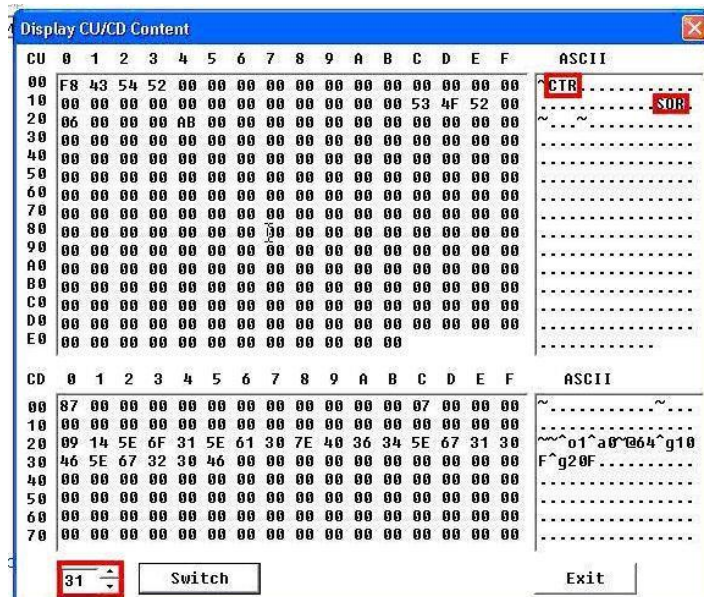 Display CU/CD Content
CU 0 1 2 3 4 5 6 7 8 9 A B C D E F ASCII
00 F8 43 54 52 00 00 00 00 00 00 00 00 00 00 00 00 ~CTR............
10 00 00 00 00 00 00 00 00 00 00 00 00 53 4F 52 00 ............SOR.
20 06 00 00 00 AB 00 00 00 00 00 00 00 00 00 00 00 ~...~...........
30 00 00 00 00 00 00 00 00 00 00 00 00 00 00 00 00 ................
40 00 00 00 00 00 00 00 00 00 00 00 00 00 00 00 00 ................
50 00 00 00 00 00 00 00 00 00 00 00 00 00 00 00 00 ................
60 00 00 00 00 00 00 00 00 00 00 00 00 00 00 00 00 ................
70 00 00 00 00 00 00 00 00 00 00 00 00 00 00 00 00 ................
80 00 00 00 00 00 00 00 00 00 00 00 00 00 00 00 00 ................
90 00 00 00 00 00 00 00 00 00 00 00 00 00 00 00 00 ................
A0 00 00 00 00 00 00 00 00 00 00 00 00 00 00 00 00 ................
B0 00 00 00 00 00 00 00 00 00 00 00 00 00 00 00 00 ................
C0 00 00 00 00 00 00 00 00 00 00 00 00 00 00 00 00 ................
D0 00 00 00 00 00 00 00 00 00 00 00 00 00 00 00 00 ................
E0 00 00 00 00 00 00 00 00 00 00 00 00 ............
CD 0 1 2 3 4 5 6 7 8 9 A B C D E F ASCII
00 87 00 00 00 00 00 00 00 00 00 00 00 07 00 00 00 ~...........~...
10 00 00 00 00 00 00 00 00 00 00 00 00 00 00 00 00 ................
20 09 14 5E 6F 31 5E 61 30 7E 40 36 34 5E 67 31 30 ~~^o1^a0~@64^g10
30 46 5E 67 32 30 46 00 00 00 00 00 00 00 00 00 00 F^g20F..........
40 00 00 00 00 00 00 00 00 00 00 00 00 00 00 00 00 ................
50 00 00 00 00 00 00 00 00 00 00 00 00 00 00 00 00 ................
60 00 00 00 00 00 00 00 00 00 00 00 00 00 00 00 00 ................
70 00 00 00 00 00 00 00 00 00 00 00 00 00 00 00 00 ................
31 Switch Exit